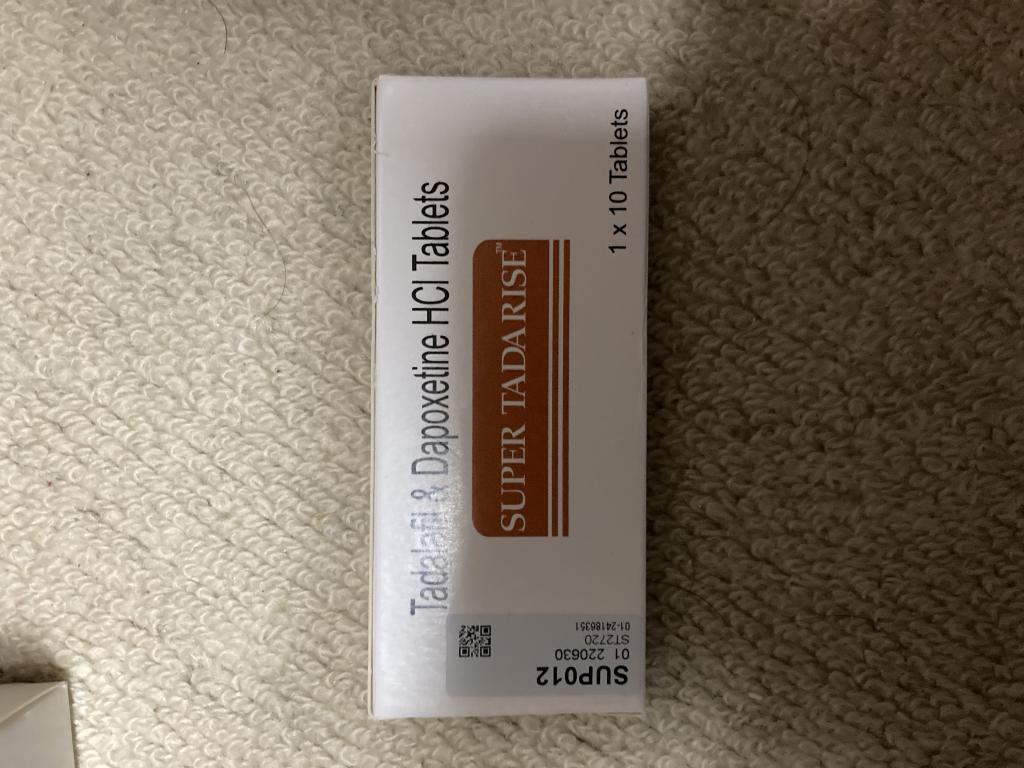 Tadalafil & Dapoxetine HCl Tablets
SUPER TADARISE™
1 x 10 Tablets
SUP012
01 220630
ST2720
01-24186351